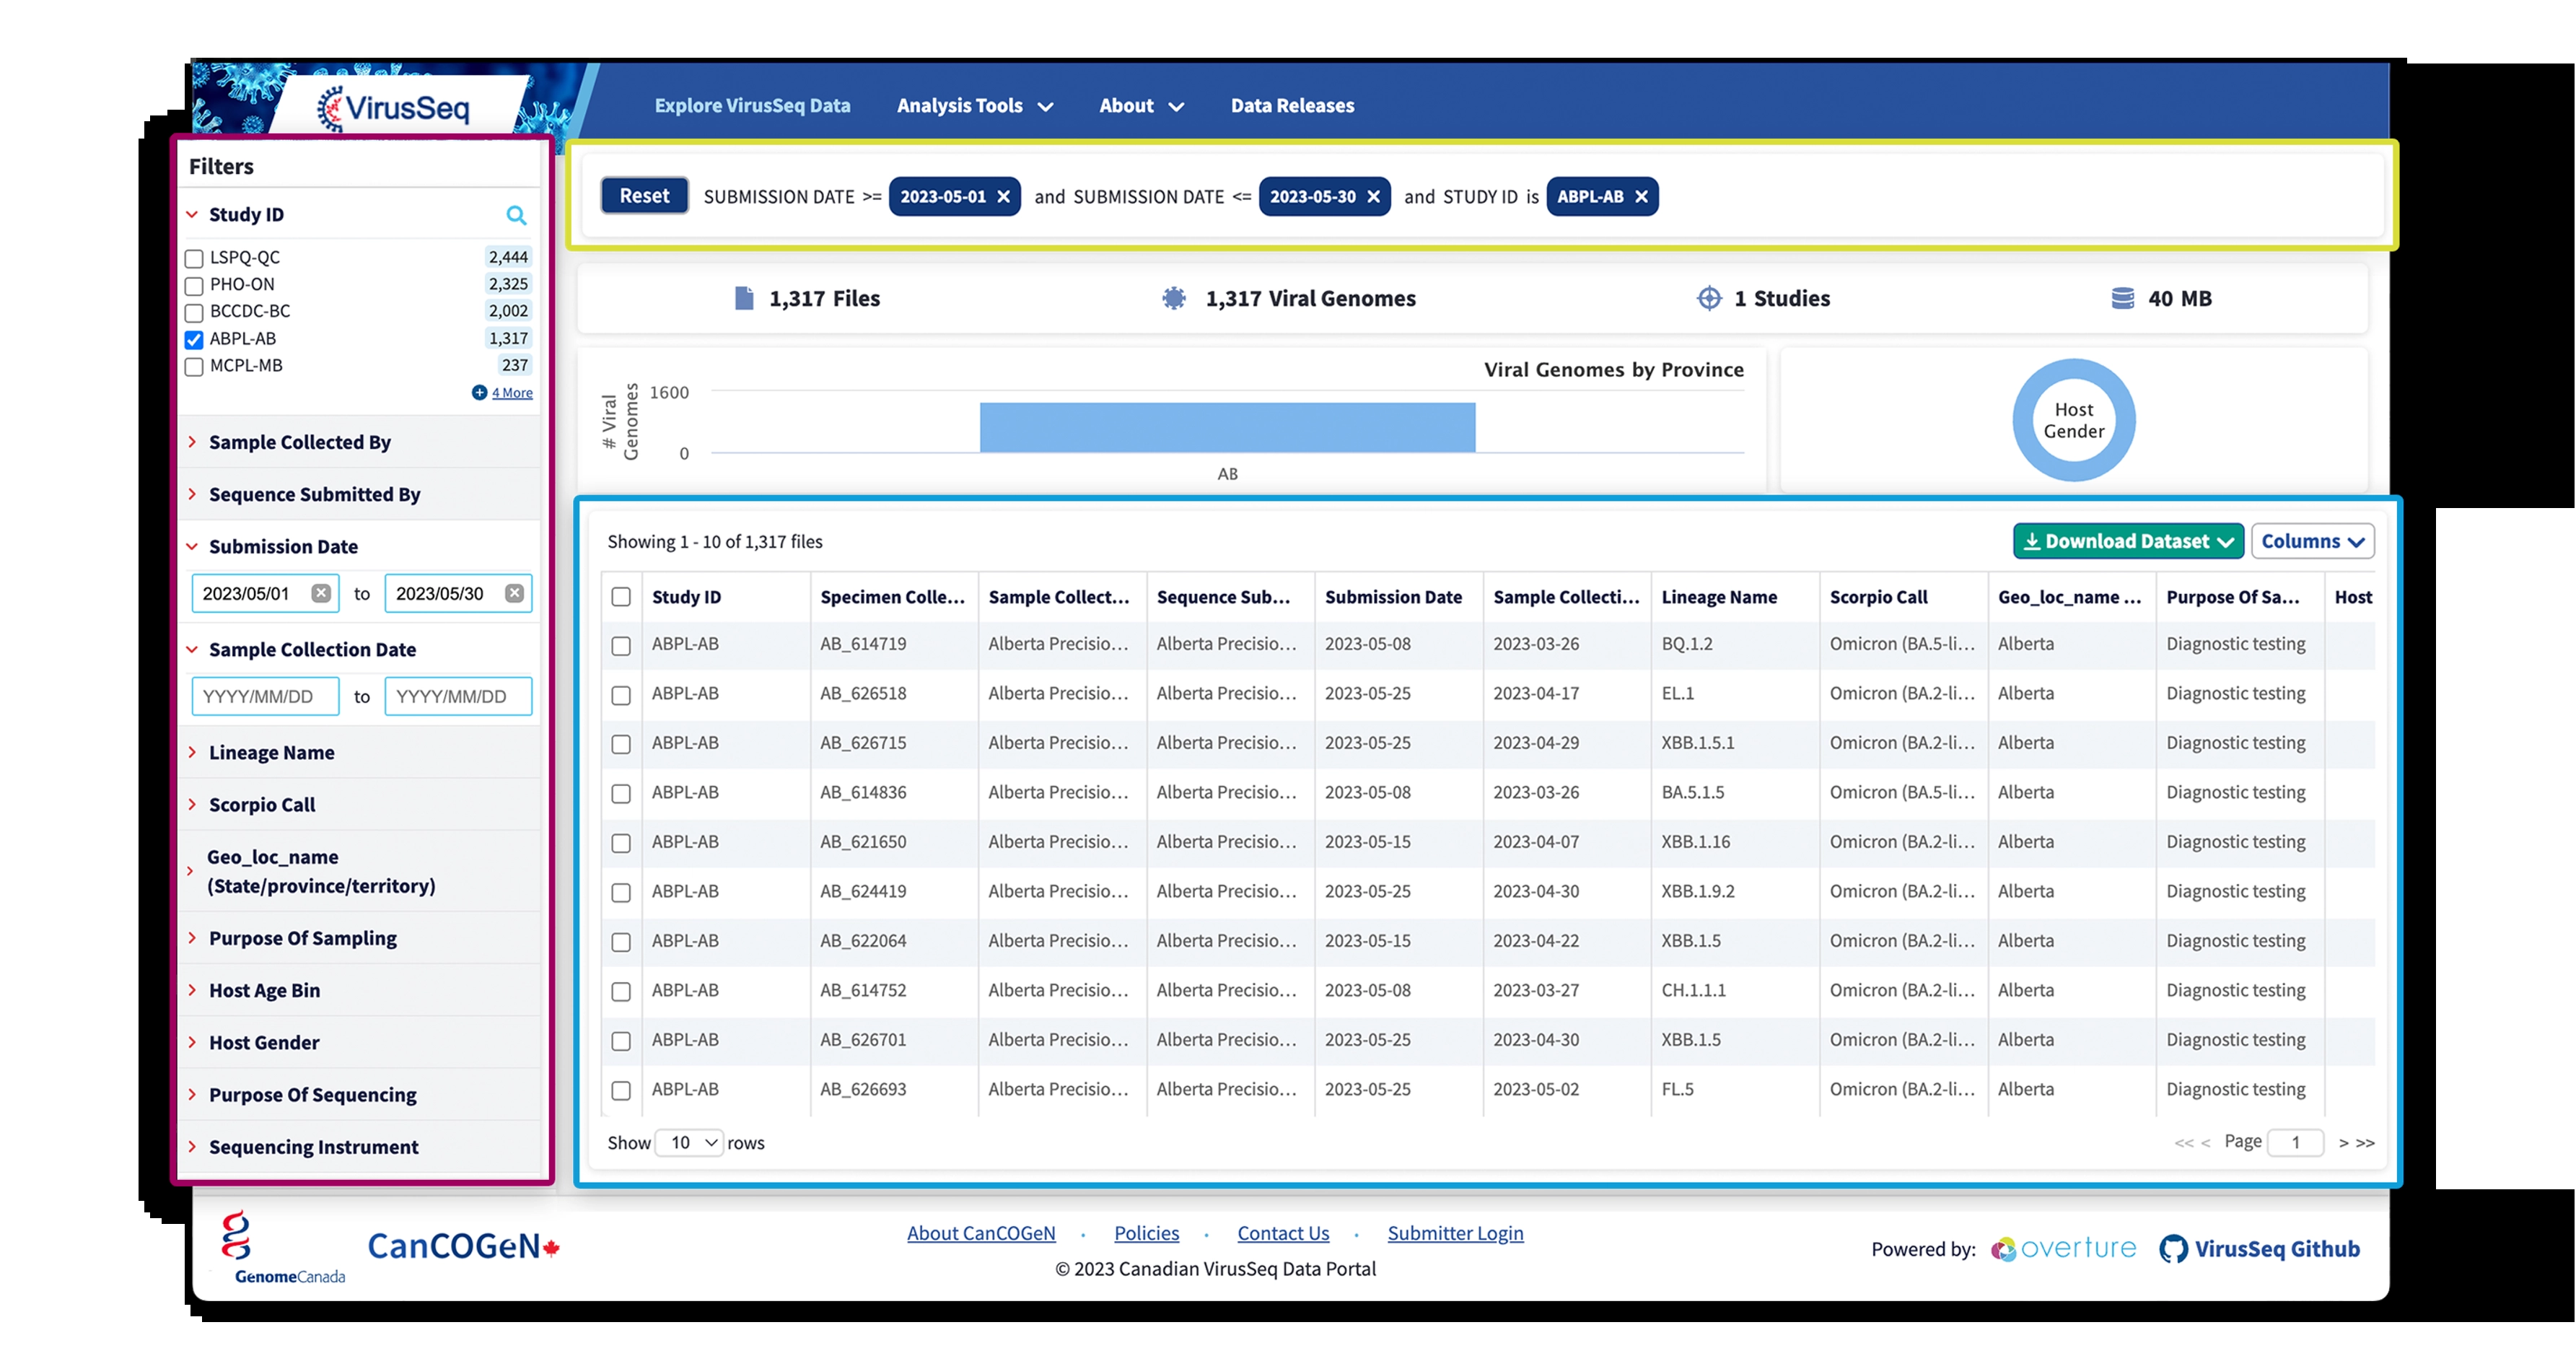 VirusSeq
Explore VirusSeq Data Analysis Tools About Data Releases
Filters
Study ID
LSPQ-QC 2,444
PHO-ON 2,325
BCCDC-BC 2,002
ABPL-AB 1,317
MCPL-MB 237
4 More
Sample Collected By
Sequence Submitted By
Submission Date
2023/05/01 to 2023/05/30
Sample Collection Date
YYYY/MM/DD to YYYY/MM/DD
Lineage Name
Scorpio Call
Geo_loc_name
(State/province/territory)
Purpose Of Sampling
Host Age Bin
Host Gender
Purpose Of Sequencing
Sequencing Instrument
Reset SUBMISSION DATE >= 2023-05-01 ✕ and SUBMISSION DATE <= 2023-05-30 ✕ and STUDY ID is ABPL-AB ✕
1,317 Files 1,317 Viral Genomes 1 Studies 40 MB
Viral Genomes by Province
# Viral
Genomes
1600
0
AB
Host
Gender
Showing 1 - 10 of 1,317 files Download Dataset Columns
Study ID Specimen Colle... Sample Collect... Sequence Sub... Submission Date Sample Collecti... Lineage Name Scorpio Call Geo_loc_name ... Purpose Of Sa... Host
ABPL-AB AB_614719 Alberta Precisio... Alberta Precisio... 2023-05-08 2023-03-26 BQ.1.2 Omicron (BA.5-li... Alberta Diagnostic testing
ABPL-AB AB_626518 Alberta Precisio... Alberta Precisio... 2023-05-25 2023-04-17 EL.1 Omicron (BA.2-li... Alberta Diagnostic testing
ABPL-AB AB_626715 Alberta Precisio... Alberta Precisio... 2023-05-25 2023-04-29 XBB.1.5.1 Omicron (BA.2-li... Alberta Diagnostic testing
ABPL-AB AB_614836 Alberta Precisio... Alberta Precisio... 2023-05-08 2023-03-26 BA.5.1.5 Omicron (BA.5-li... Alberta Diagnostic testing
ABPL-AB AB_621650 Alberta Precisio... Alberta Precisio... 2023-05-15 2023-04-07 XBB.1.16 Omicron (BA.2-li... Alberta Diagnostic testing
ABPL-AB AB_624419 Alberta Precisio... Alberta Precisio... 2023-05-25 2023-04-30 XBB.1.9.2 Omicron (BA.2-li... Alberta Diagnostic testing
ABPL-AB AB_622064 Alberta Precisio... Alberta Precisio... 2023-05-15 2023-04-22 XBB.1.5 Omicron (BA.2-li... Alberta Diagnostic testing
ABPL-AB AB_614752 Alberta Precisio... Alberta Precisio... 2023-05-08 2023-03-27 CH.1.1.1 Omicron (BA.2-li... Alberta Diagnostic testing
ABPL-AB AB_626701 Alberta Precisio... Alberta Precisio... 2023-05-25 2023-04-30 XBB.1.5 Omicron (BA.2-li... Alberta Diagnostic testing
ABPL-AB AB_626693 Alberta Precisio... Alberta Precisio... 2023-05-25 2023-05-02 FL.5 Omicron (BA.2-li... Alberta Diagnostic testing
Show 10 rows << < Page 1 > >>
GenomeCanada
CanCOGeN
About CanCOGeN · Policies · Contact Us · Submitter Login
© 2023 Canadian VirusSeq Data Portal
Powered by: overture VirusSeq Github